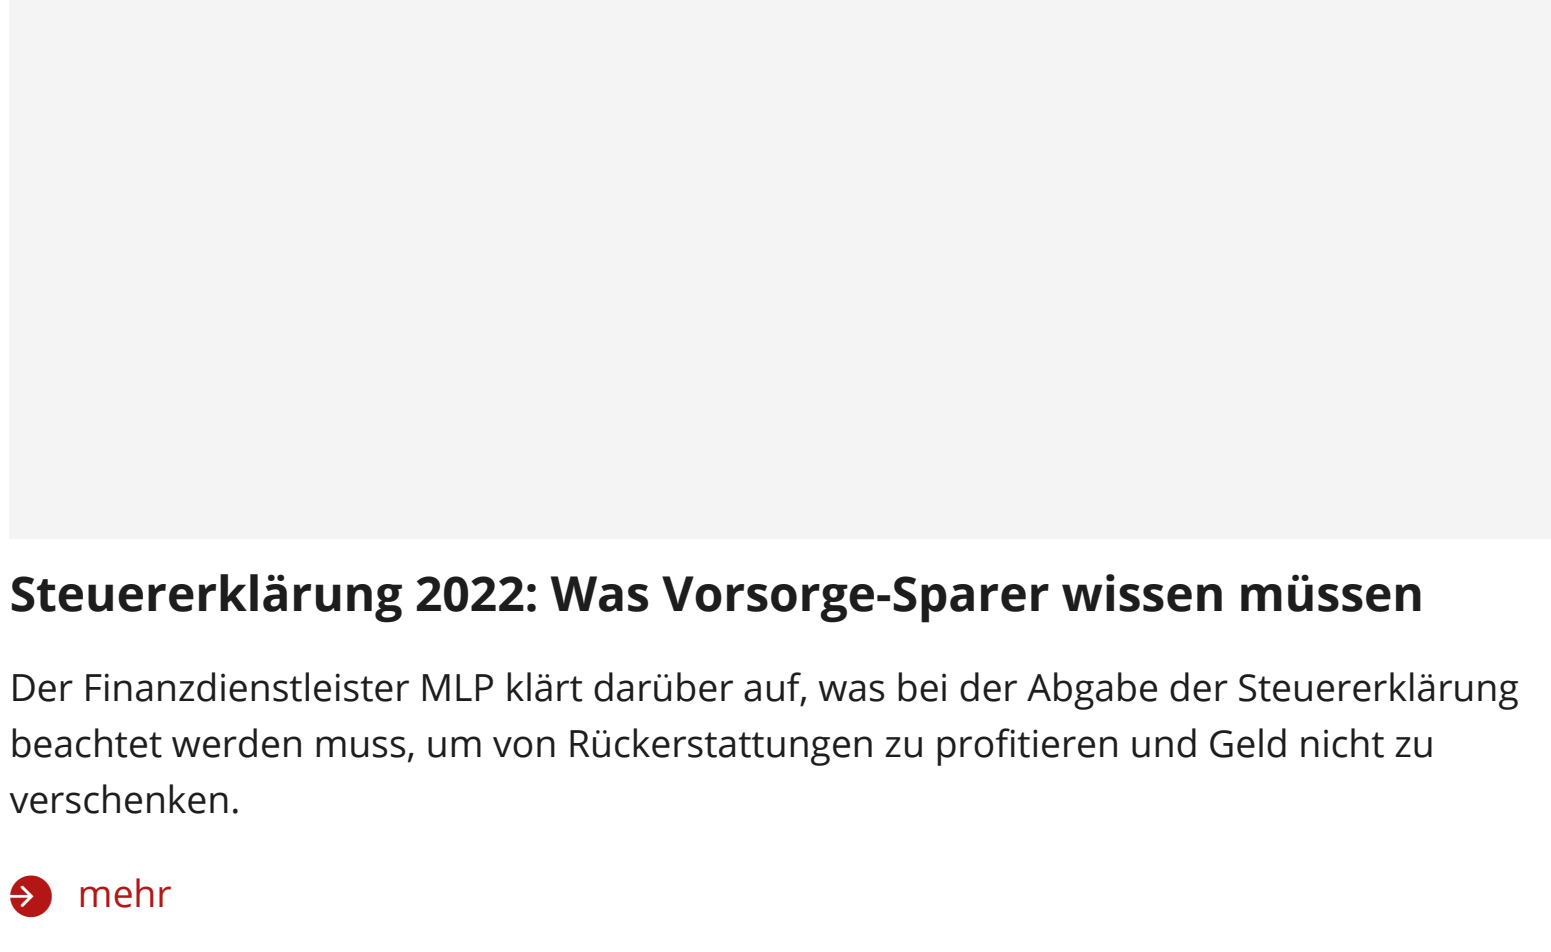 Steuererklärung 2022: Was Vorsorge-Sparer wissen müssen
Der Finanzdienstleister MLP klärt darüber auf, was bei der Abgabe der Steuererklärung
beachtet werden muss, um von Rückerstattungen zu profitieren und Geld nicht zu
verschenken.
mehr